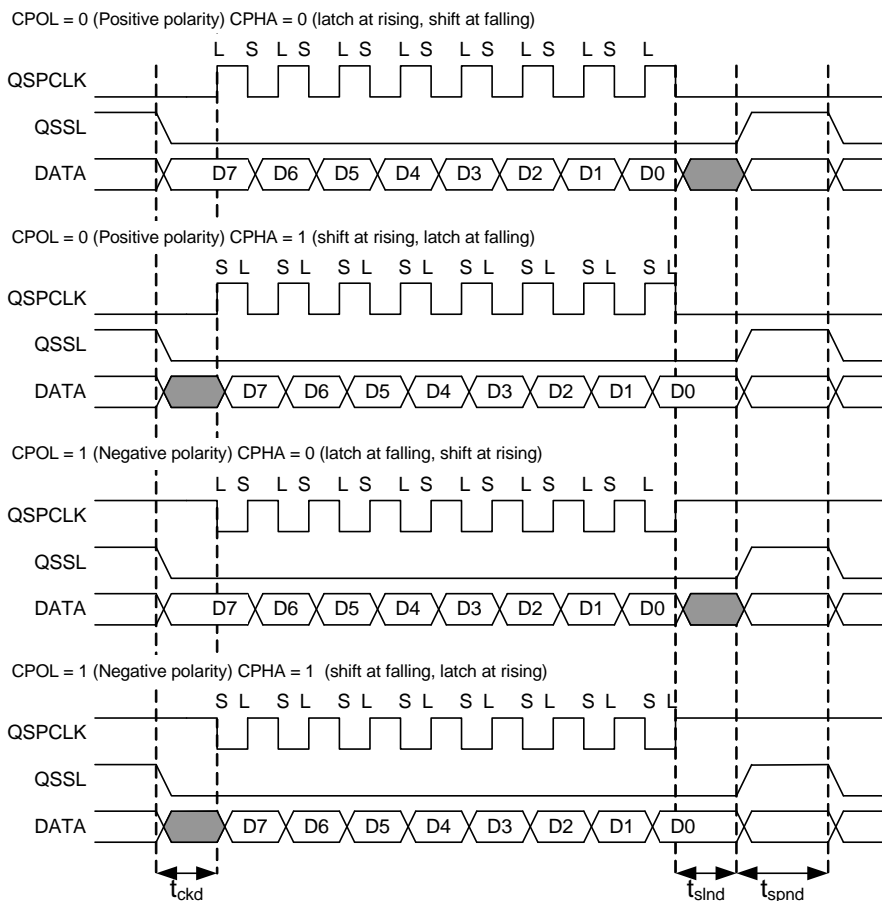 CPOL = 0 (Positive polarity) CPHA = 0 (latch at rising, shift at falling)
L S L S L S L S L S L S L S L
QSPCLK
QSSL
DATA D7 D6 D5 D4 D3 D2 D1 D0
CPOL = 0 (Positive polarity) CPHA = 1 (shift at rising, latch at falling)
S L S L S L S L S L S L S L S L
QSPCLK
QSSL
DATA D7 D6 D5 D4 D3 D2 D1 D0
CPOL = 1 (Negative polarity) CPHA = 0 (latch at falling, shift at rising)
L S L S L S L S L S L S L S L
QSPCLK
QSSL
DATA D7 D6 D5 D4 D3 D2 D1 D0
CPOL = 1 (Negative polarity) CPHA = 1 (shift at falling, latch at rising)
S L S L S L S L S L S L S L S L
QSPCLK
QSSL
DATA D7 D6 D5 D4 D3 D2 D1 D0
tckd tslnd tspnd